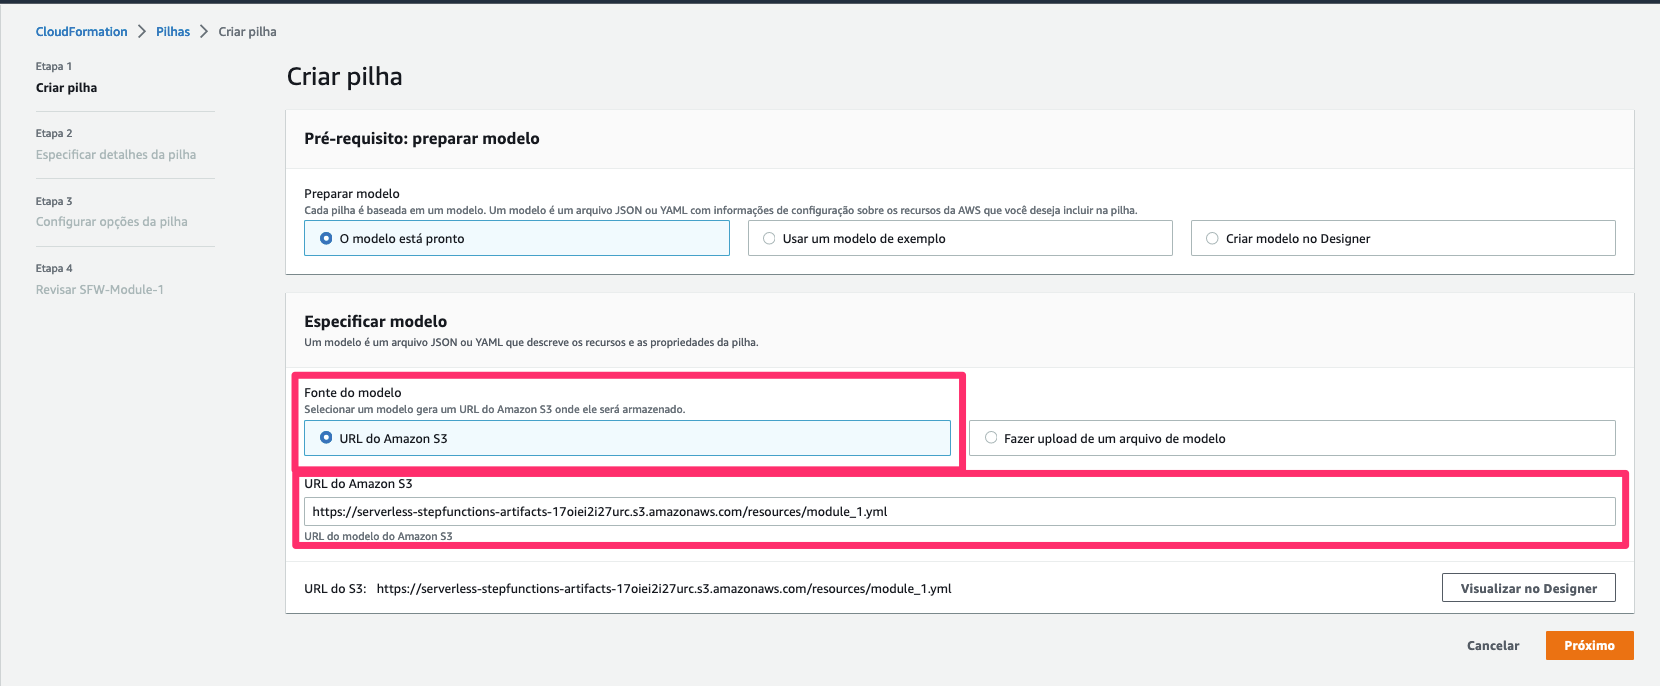 CloudFormation > Pilhas > Criar pilha
Etapa 1
Criar pilha
Etapa 2
Especificar detalhes da pilha
Etapa 3
Configurar opções da pilha
Etapa 4
Revisar SFW-Module-1
Criar pilha
Pré-requisito: preparar modelo
Preparar modelo
Cada pilha é baseada em um modelo. Um modelo é um arquivo JSON ou YAML com informações de configuração sobre os recursos da AWS que você deseja incluir na pilha.
O modelo está pronto
Usar um modelo de exemplo
Criar modelo no Designer
Especificar modelo
Um modelo é um arquivo JSON ou YAML que descreve os recursos e as propriedades da pilha.
Fonte do modelo
Selecionar um modelo gera um URL do Amazon S3 onde ele será armazenado.
URL do Amazon S3
Fazer upload de um arquivo de modelo
URL do Amazon S3
https://serverless-stepfunctions-artifacts-17oiei2i27urc.s3.amazonaws.com/resources/module_1.yml
URL do modelo do Amazon S3
URL do S3: https://serverless-stepfunctions-artifacts-17oiei2i27urc.s3.amazonaws.com/resources/module_1.yml
Visualizar no Designer
Cancelar
Próximo